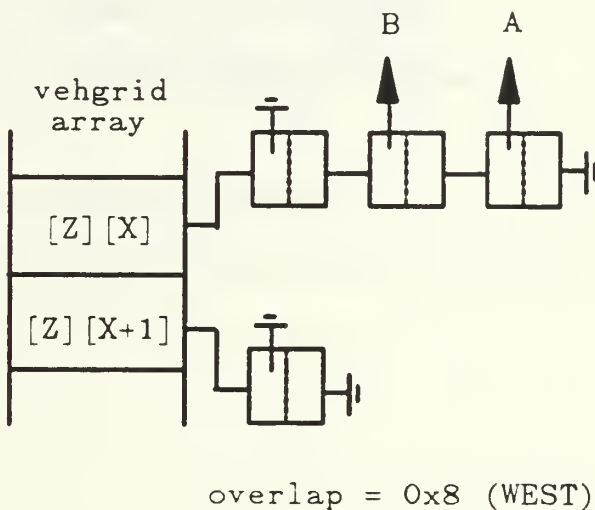 B A
vehgrid
array
[Z][X]
[Z][X+1]
overlap = 0x8 (WEST)